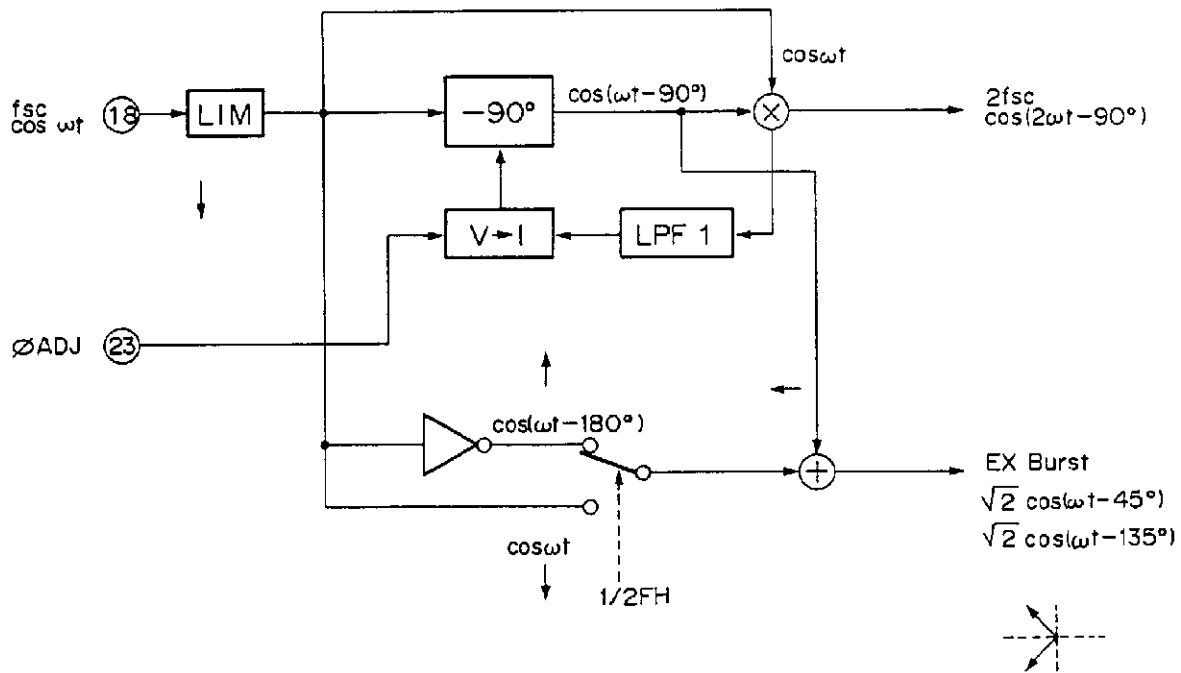 cosωt
fsc
cos ωt
18
LIM
-90°
cos(ωt-90°)
×
2fsc
cos(2ωt-90°)
V→I
LPF 1
ØADJ
23
cos(ωt-180°)
+
EX Burst
√2 cos(ωt-45°)
√2 cos(ωt-135°)
cosωt
1/2FH